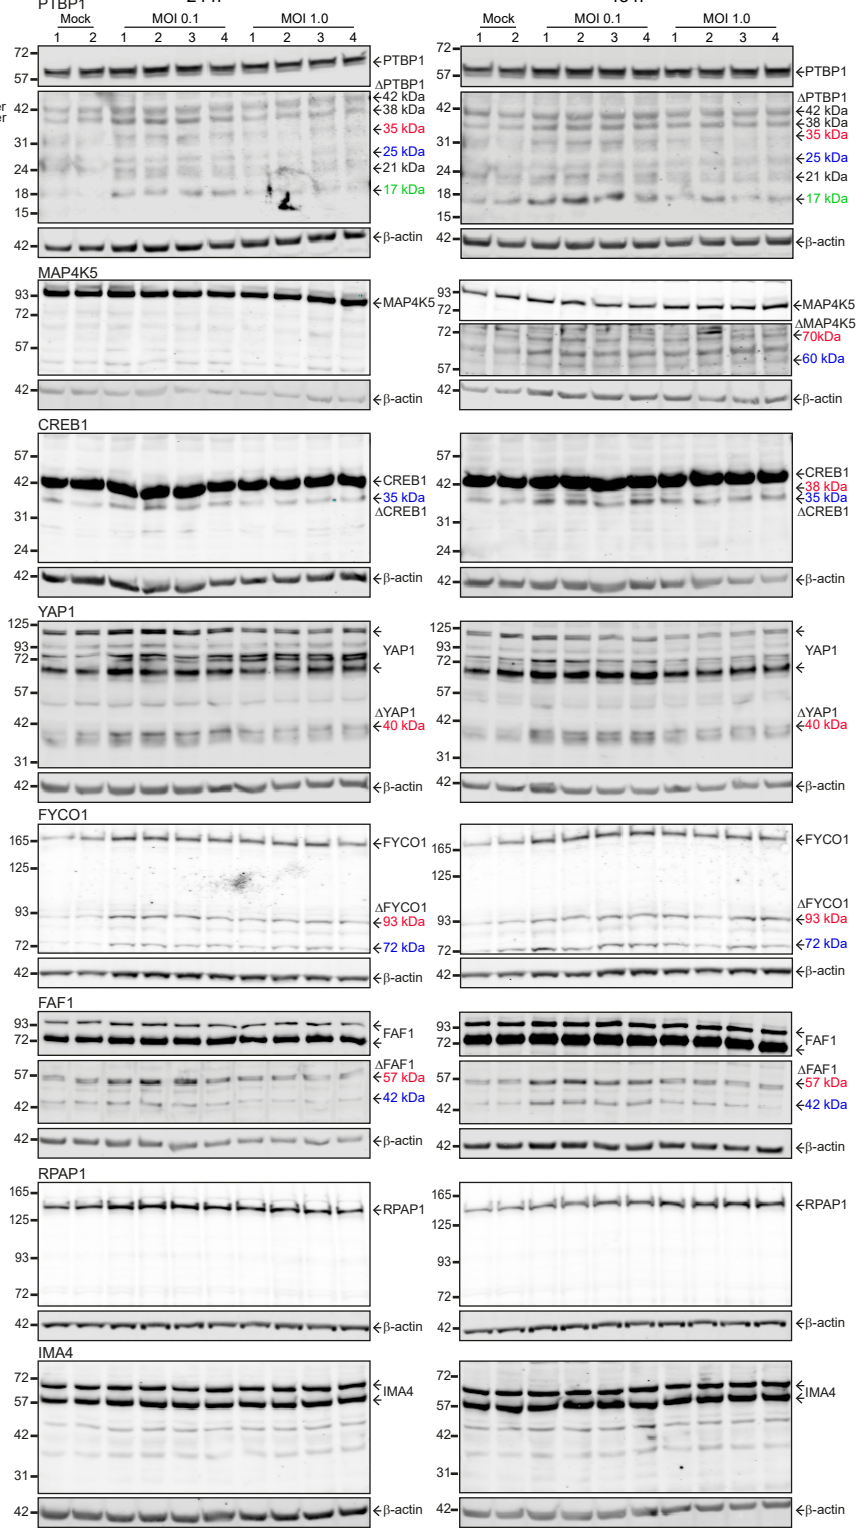 PTBP1
Mock MOI 0.1 MOI 1.0
1 2 1 2 3 4 1 2 3 4
72
57
PTBP1
ΔPTBP1
42 kDa
38 kDa
35 kDa
25 kDa
21 kDa
17 kDa
42
31
24
18
15
42
β-actin
Mock MOI 0.1 MOI 1.0
1 2 1 2 3 4 1 2 3 4
72
57
PTBP1
ΔPTBP1
42 kDa
38 kDa
35 kDa
25 kDa
21 kDa
17 kDa
42
31
24
18
15
42
β-actin
MAP4K5
93
72
57
MAP4K5
42
β-actin
93
72
MAP4K5
ΔMAP4K5
72
70kDa
60 kDa
57
42
β-actin
CREB1
57
42
31
24
CREB1
35 kDa
ΔCREB1
42
β-actin
57
42
31
24
CREB1
38 kDa
35 kDa
ΔCREB1
42
β-actin
YAP1
125
93
72
57
42
31
YAP1
ΔYAP1
40 kDa
42
β-actin
125
93
72
57
42
31
YAP1
ΔYAP1
40 kDa
42
β-actin
FYCO1
165
125
93
72
FYCO1
ΔFYCO1
93 kDa
72 kDa
42
β-actin
165
125
93
72
FYCO1
ΔFYCO1
93 kDa
72 kDa
42
β-actin
FAF1
93
72
FAF1
ΔFAF1
57
57 kDa
42 kDa
42
42
β-actin
93
72
FAF1
ΔFAF1
57
57 kDa
42 kDa
42
42
β-actin
RPAP1
165
125
93
72
RPAP1
42
β-actin
165
125
93
72
RPAP1
42
β-actin
IMA4
72
57
42
31
IMA4
42
β-actin
72
57
42
31
IMA4
42
β-actin